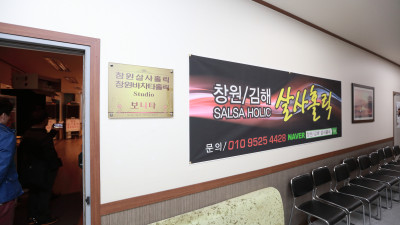 창원살사홀릭
창원바차타홀릭
Studio
보니타
창원/김해
SALSA HOLIC
살사홀릭
문의/ 010 9525 4428 NAVER